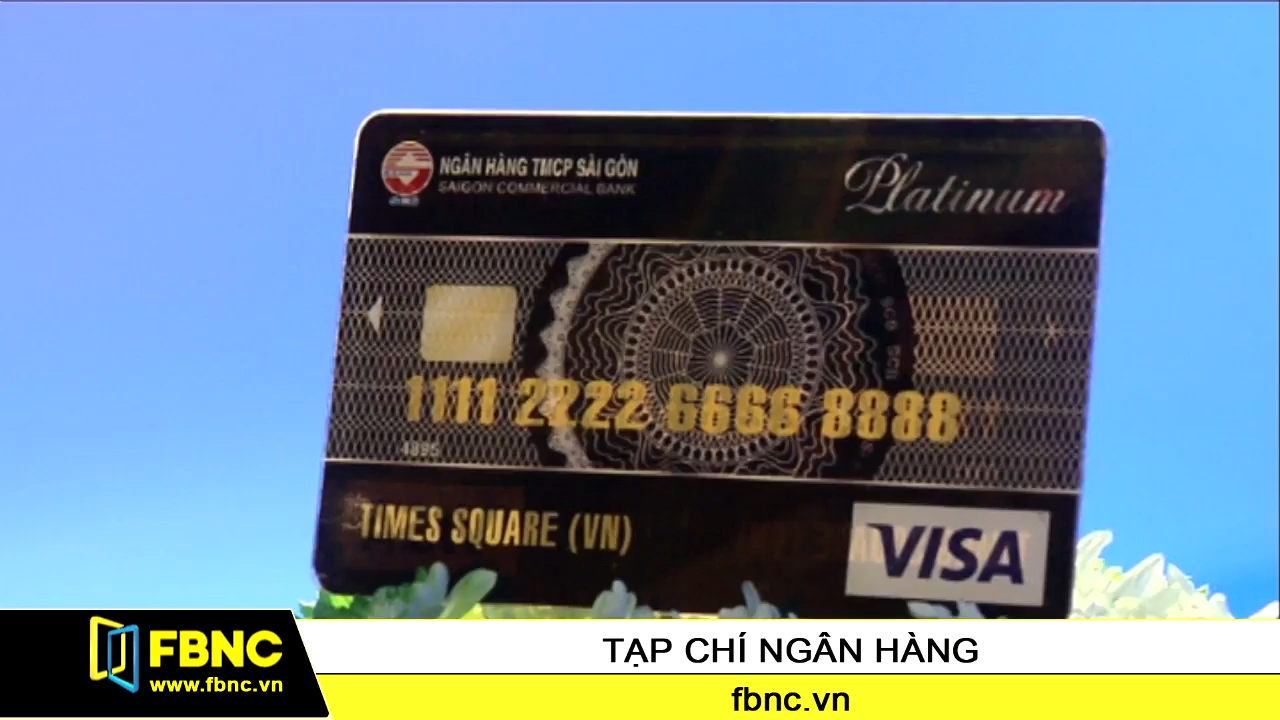 NGÂN HÀNG TMCP SÀI GÒN
SAIGON COMMERCIAL BANK
Platinum
1111 2222 6666 8888
4895
TIMES SQUARE (VN)
VISA
FBNC
www.fbnc.vn
TẠP CHÍ NGÂN HÀNG
fbnc.vn